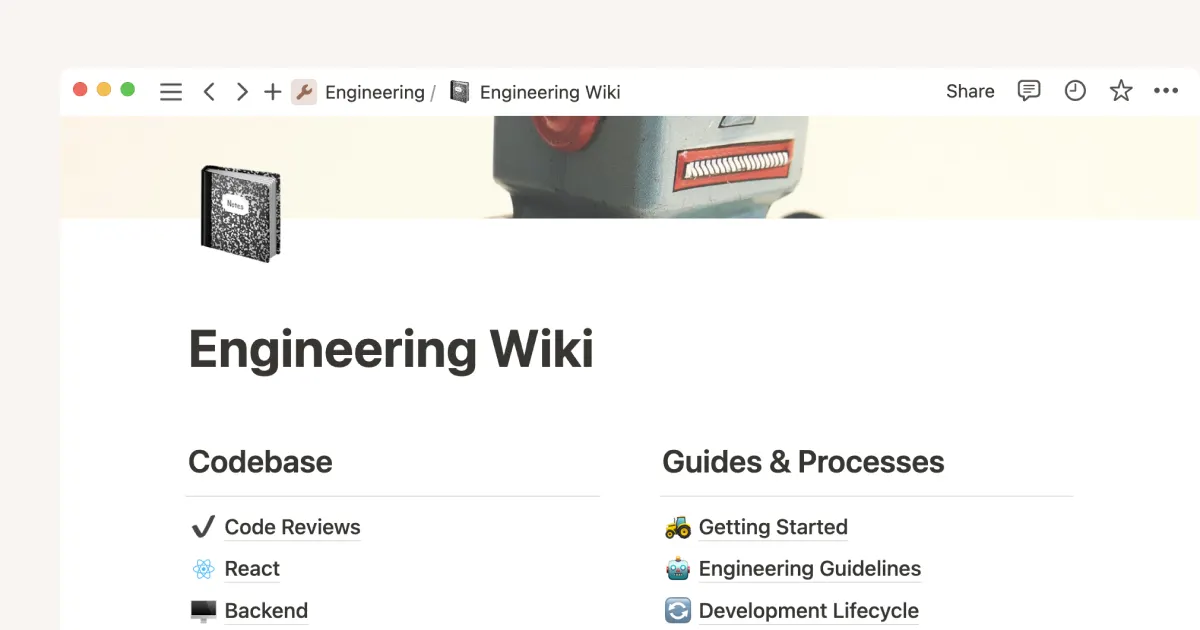 Engineering / Engineering Wiki Share
Notes
Engineering Wiki
Codebase
Code Reviews
React
Backend
Guides & Processes
Getting Started
Engineering Guidelines
Development Lifecycle